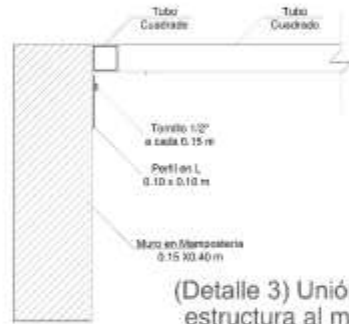 Tubo
Cuadrado
Tubo
Cuadrado
Tornillo 1/2"
a cada 0.15 m
Perfil en L
0.10 x 0.10 m
Muro en Mampostería
0.15 X0.40 m
(Detalle 3) Unió
estructura al m